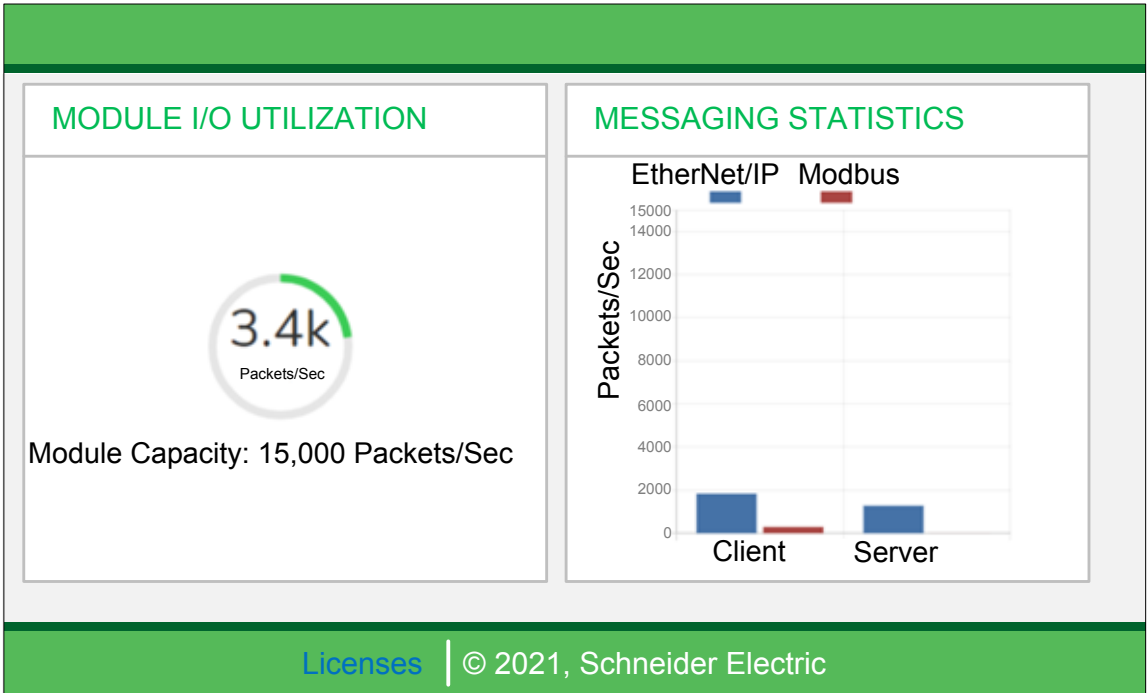 MODULE I/O UTILIZATION
3.4k
Packets/Sec
Module Capacity: 15,000 Packets/Sec
MESSAGING STATISTICS
EtherNet/IP Modbus
Packets/Sec
15000
14000
12000
10000
8000
6000
4000
2000
0
Client Server
Licenses © 2021, Schneider Electric